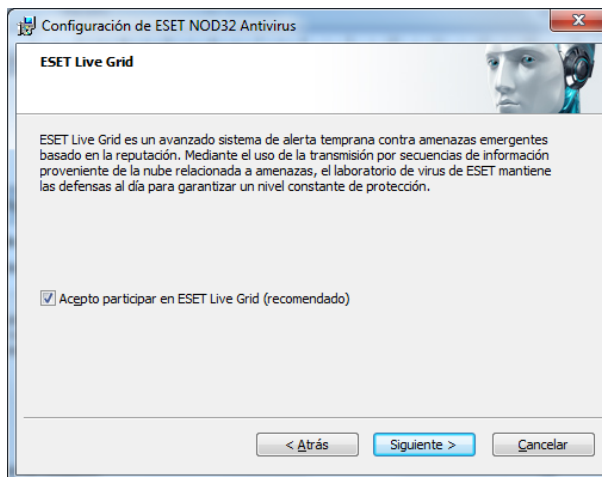 Configuración de ESET NOD32 Antivirus
ESET Live Grid
ESET Live Grid es un avanzado sistema de alerta temprana contra amenazas emergentes
basado en la reputación. Mediante el uso de la transmisión por secuencias de información
proveniente de la nube relacionada a amenazas, el laboratorio de virus de ESET mantiene
las defensas al día para garantizar un nivel constante de protección.
Acepto participar en ESET Live Grid (recomendado)
< Atrás
Siguiente >
Cancelar